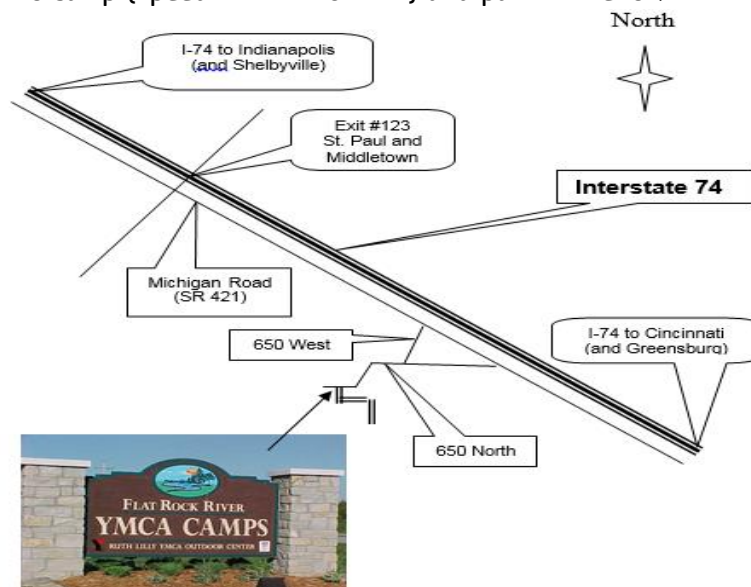 North
I-74 to Indianapolis
(and Shelbyville)
Exit #123
St. Paul and
Middletown
Interstate 74
Michigan Road
(SR 421)
650 West
I-74 to Cincinnati
(and Greensburg)
650 North
FLAT ROCK RIVER
YMCA CAMPS
RUTH LILLY YMCA OUTDOOR CENTER